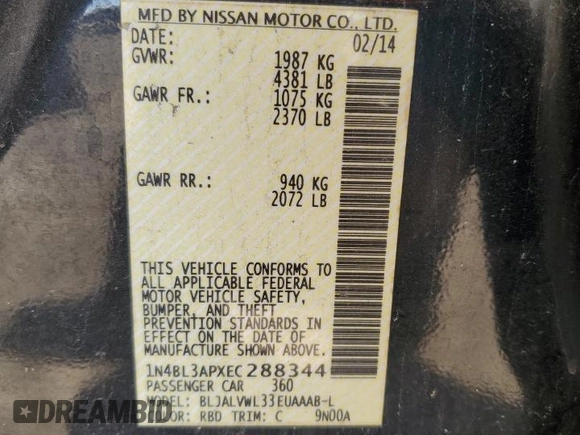 MFD BY NISSAN MOTOR CO., LTD.
DATE: 02/14
GVWR: 1987 KG
4381 LB
GAWR FR.: 1075 KG
2370 LB
GAWR RR.: 940 KG
2072 LB
THIS VEHICLE CONFORMS TO
ALL APPLICABLE FEDERAL
MOTOR VEHICLE SAFETY,
BUMPER, AND THEFT
PREVENTION STANDARDS IN
EFFECT ON THE DATE OF
MANUFACTURE SHOWN ABOVE.
1N4BL3APXEC288344
PASSENGER CAR 360
MODEL: BLJALVWL33EUAAAB-L
COLOR: RBD TRIM: C 9N00A
DREAMBID